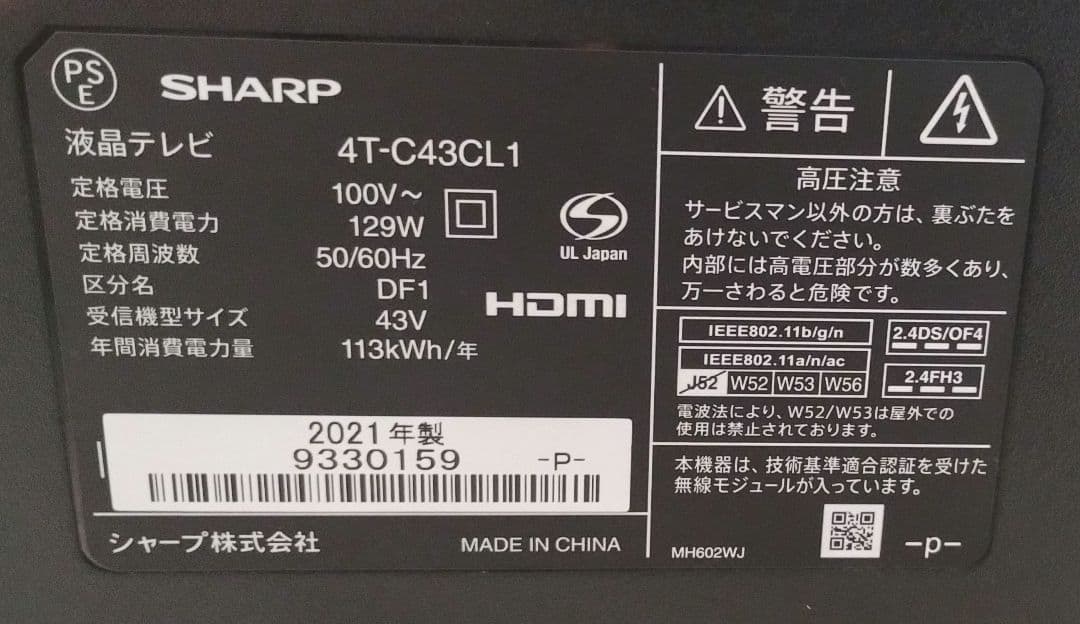 PS
E
SHARP
液晶テレビ 4T-C43CL1
定格電圧 100V～
定格消費電力 129W
定格周波数 50/60Hz
区分名 DF1
受信機型サイズ 43V
年間消費電力量 113kWh/年
UL Japan
HDMI
2021年製
9330159 -P-
シャープ株式会社 MADE IN CHINA
警告
高圧注意
サービスマン以外の方は、裏ぶたを
あけないでください。
内部には高電圧部分が数多くあり、
万一さわると危険です。
IEEE802.11b/g/n
IEEE802.11a/n/ac
J52 W52 W53 W56
2.4DS/OF4
2.4FH3
電波法により、W52/W53は屋外での
使用は禁止されております。
本機器は、技術基準適合認証を受けた
無線モジュールが入っています。
MH602WJ -p-